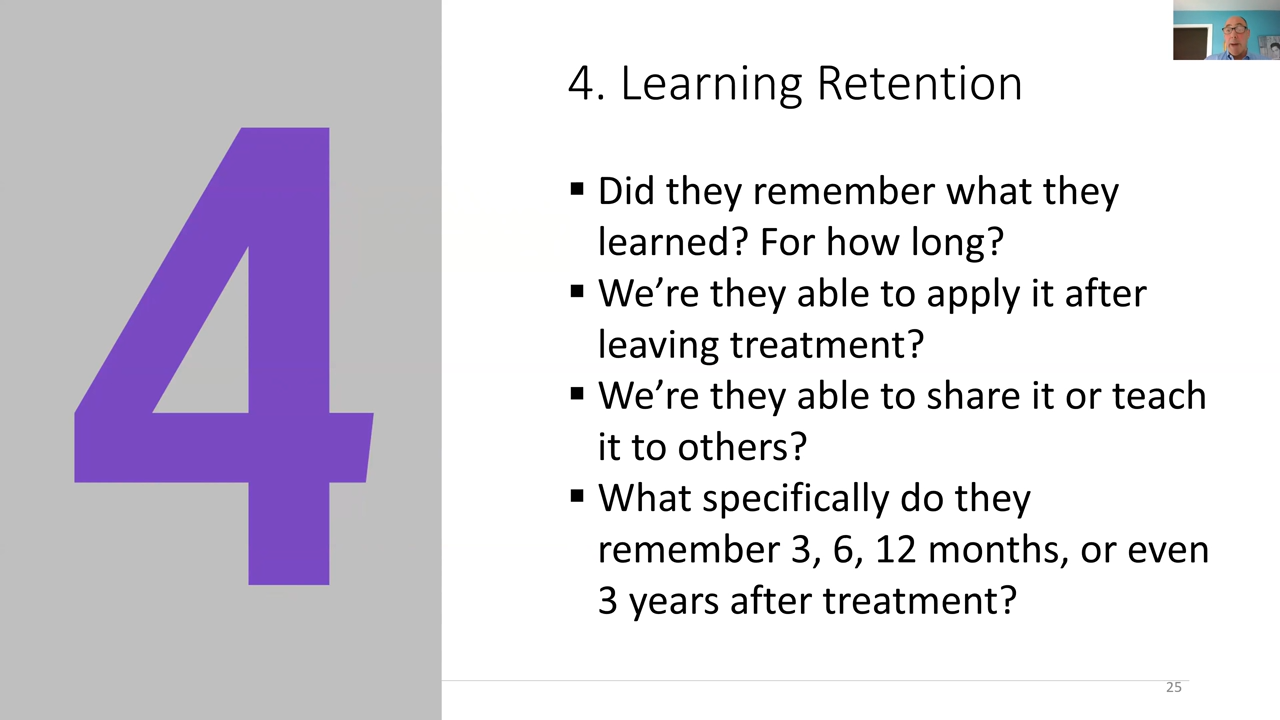 4
4. Learning Retention
▪ Did they remember what they
learned? For how long?
▪ We’re they able to apply it after
leaving treatment?
▪ We’re they able to share it or teach
it to others?
▪ What specifically do they
remember 3, 6, 12 months, or even
3 years after treatment?
25